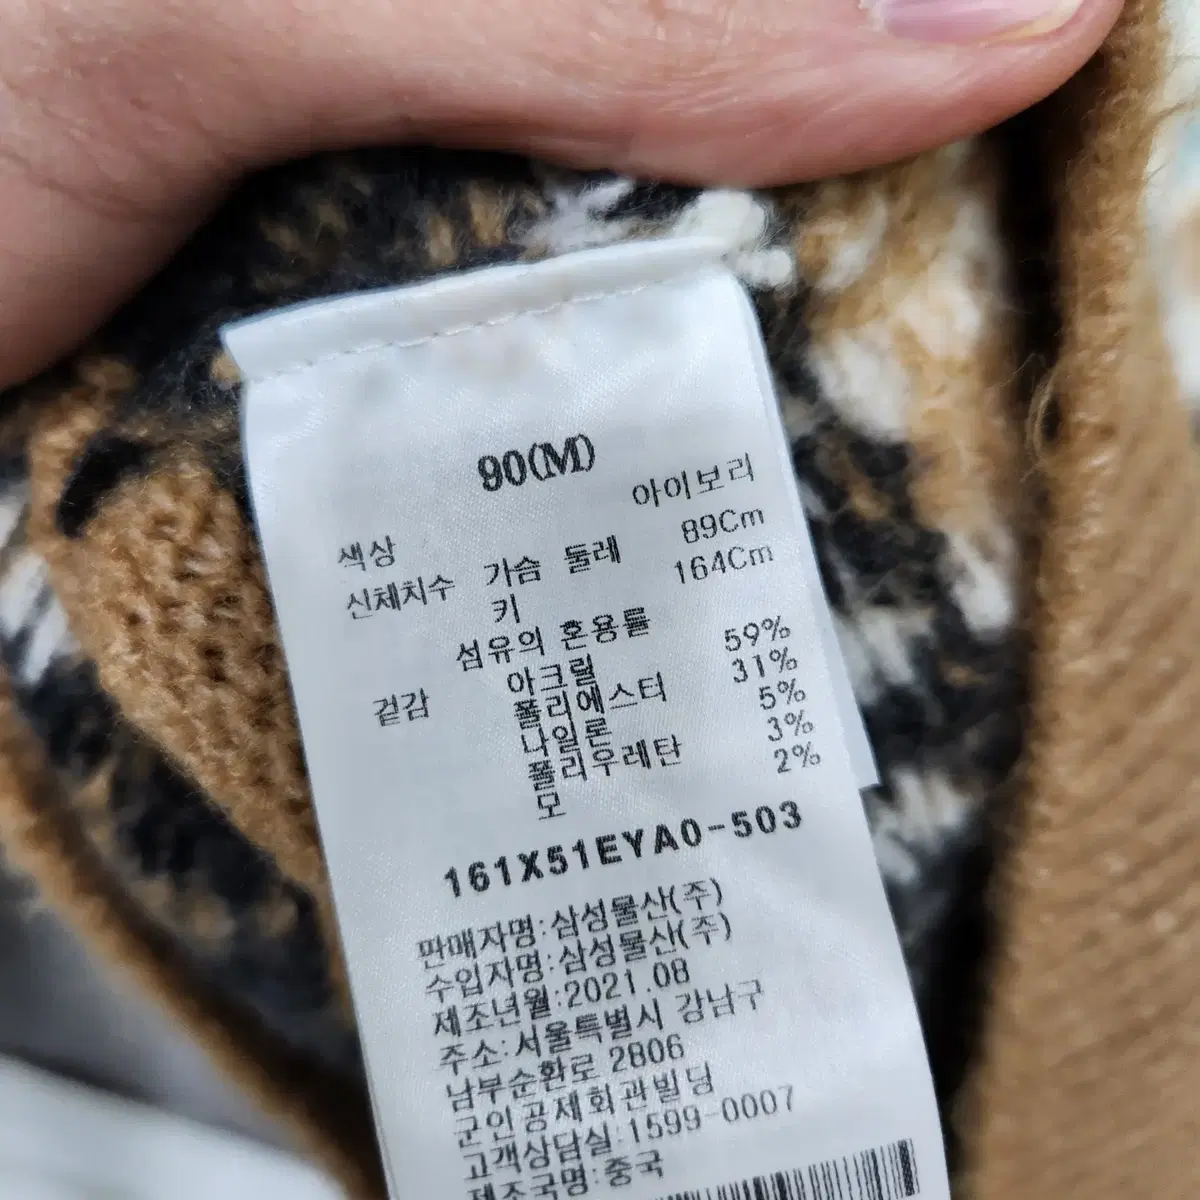 90(M)
색상 아이보리
신체치수 가슴 둘레 89Cm
키 164Cm
섬유의 혼용률
겉감 아크릴 59%
폴리에스터 31%
나일론 5%
폴리우레탄 3%
모 2%
161X51EYA0-503
판매자명:삼성물산(주)
수입자명:삼성물산(주)
제조년월:2021.08
주소:서울특별시 강남구
남부순환로 2806
군인공제회관빌딩
고객상담실:1599-0007
제조국명:중국